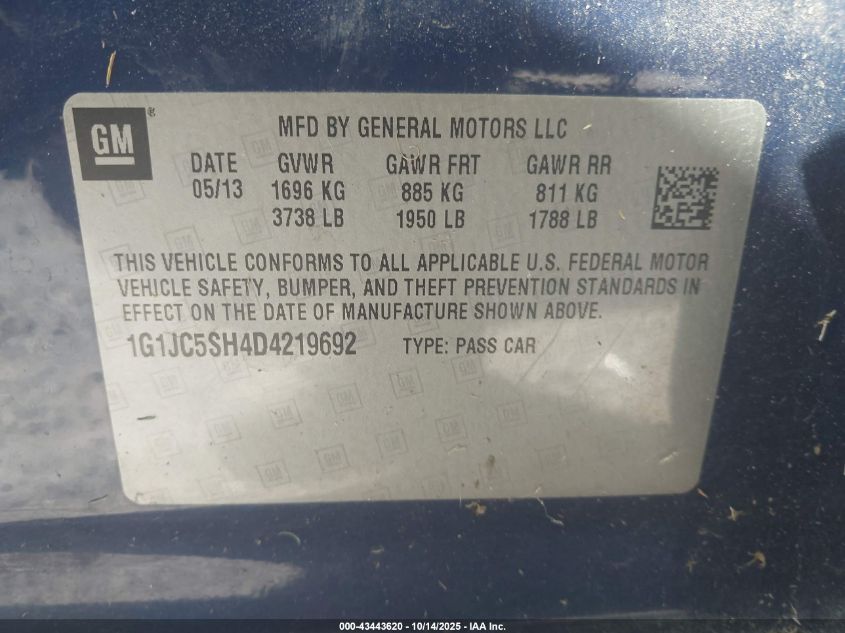 GM
MFD BY GENERAL MOTORS LLC
DATE GVWR GAWR FRT GAWR RR
05/13 1696 KG 885 KG 811 KG
3738 LB 1950 LB 1788 LB
THIS VEHICLE CONFORMS TO ALL APPLICABLE U.S. FEDERAL MOTOR
VEHICLE SAFETY, BUMPER, AND THEFT PREVENTION STANDARDS IN
EFFECT ON THE DATE OF MANUFACTURE SHOWN ABOVE.
1G1JC5SH4D4219692 TYPE: PASS CAR
000-43443620 - 10/14/2025 - IAA Inc.